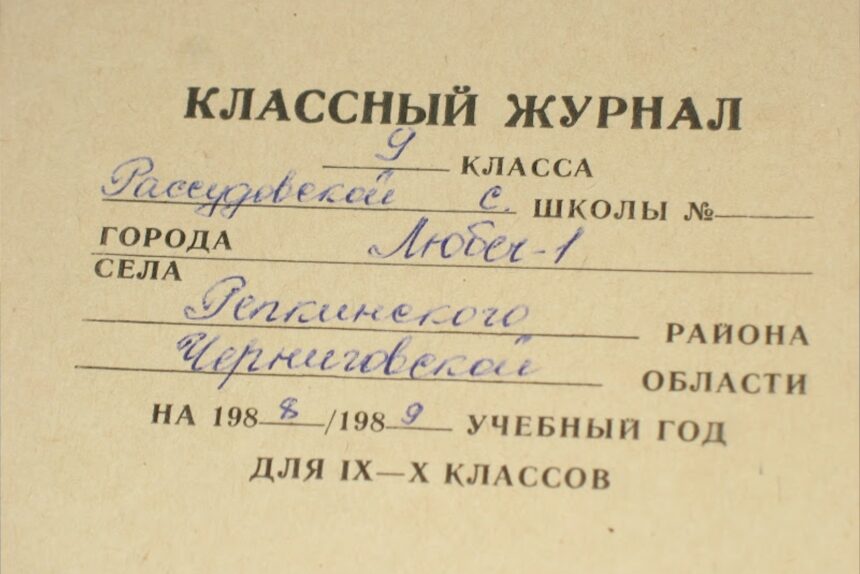 КЛАССНЫЙ ЖУРНАЛ
9 КЛАССА
Рассудовской с. ШКОЛЫ №
ГОРОДА Любеч-1
СЕЛА
Репкинского РАЙОНА
Черниговской ОБЛАСТИ
НА 1988/1989 УЧЕБНЫЙ ГОД
ДЛЯ IX—X КЛАССОВ